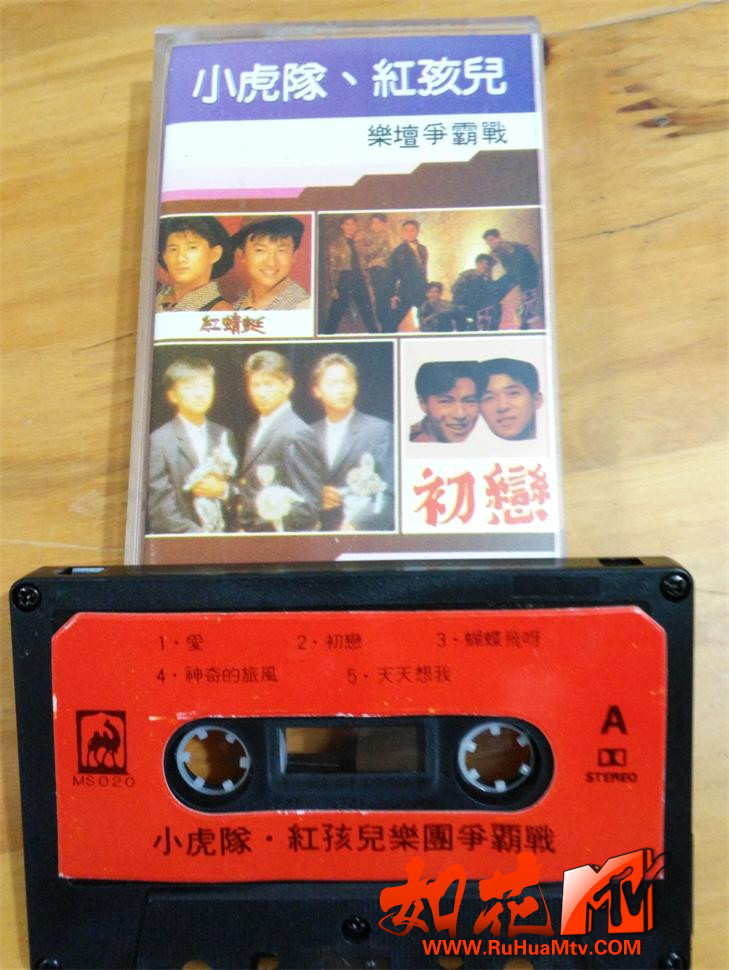 小虎隊、紅孩兒
樂壇爭霸戰
紅蜻蜓
初戀
1·愛 2·初戀 3·蝴蝶飛呀
4·神奇的旅風 5·天天想我
A
MS020
STEREO
小虎隊·紅孩兒樂團爭霸戰
如花MTV
www.RuHuaMtv.COM